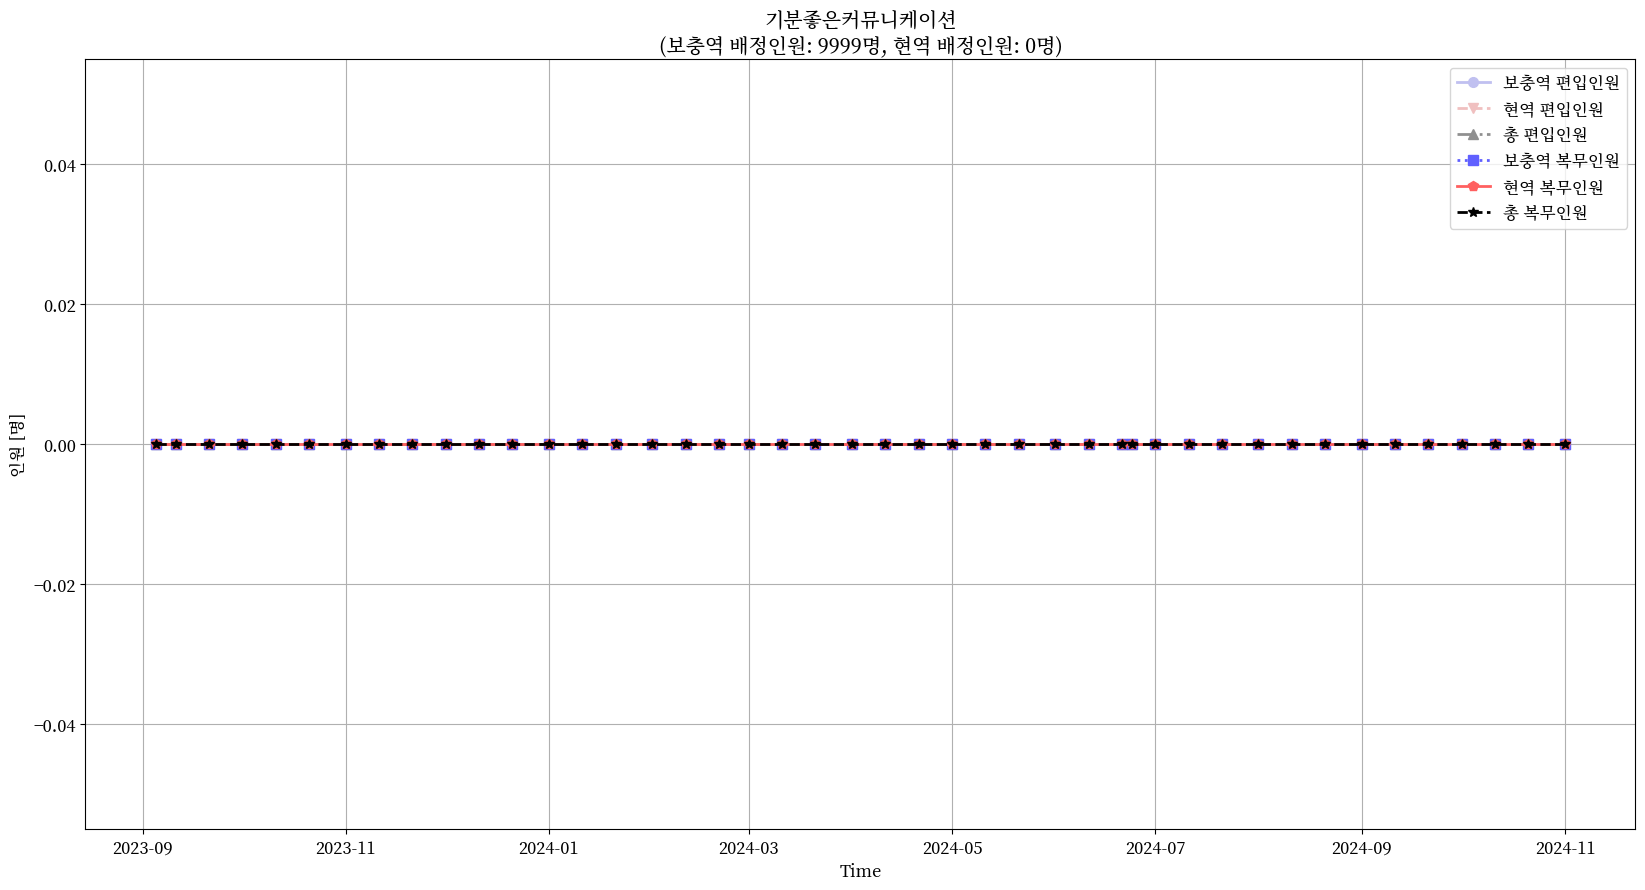 기분좋은커뮤니케이션
(보충역 배정인원: 9999명, 현역 배정인원: 0명)
보충역 편입인원
현역 편입인원
총 편입인원
보충역 복무인원
현역 복무인원
총 복무인원
인원 [명]
0.04
0.02
0.00
−0.02
−0.04
2023-09 2023-11 2024-01 2024-03 2024-05 2024-07 2024-09 2024-11
Time